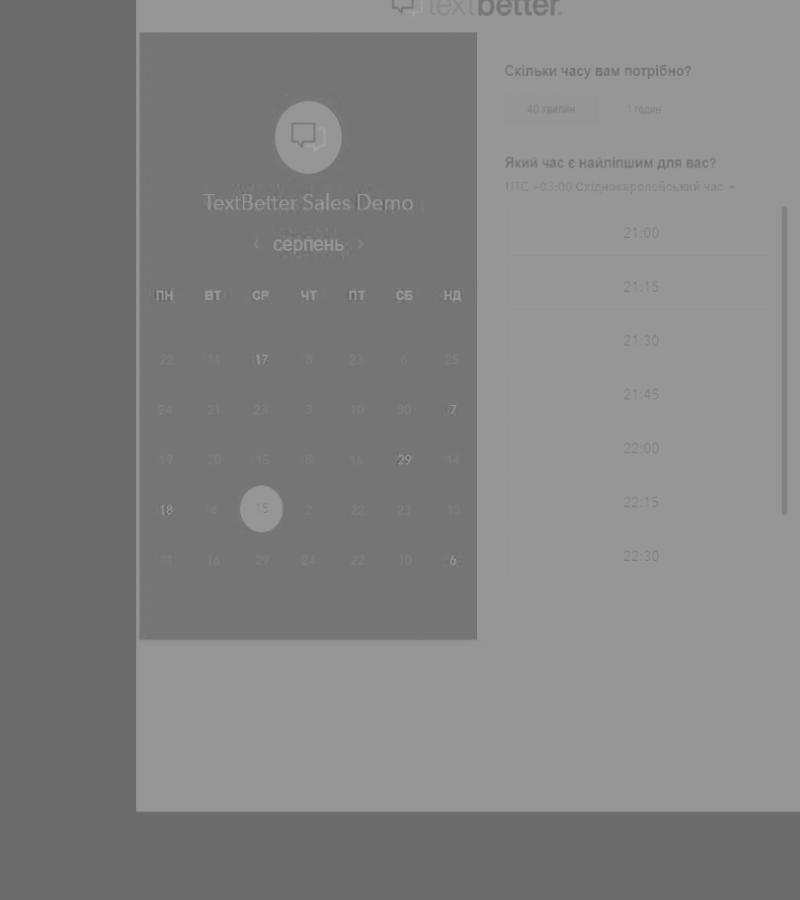 textbetter.
TextBetter Sales Demo
‹ серпень ›
ПН ВТ СР ЧТ ПТ СБ НД
22 11 17 8 23 6 25
24 21 23 3 10 30 7
19 20 15 8 16 29 14
18 4 15 2 22 23 13
11 16 29 24 22 10 6
Скільки часу вам потрібно?
40 хвилин 1 годин
Який час є найліпшим для вас?
UTC +03:00 Східноєвропейський час
21:00
21:15
21:30
21:45
22:00
22:15
22:30